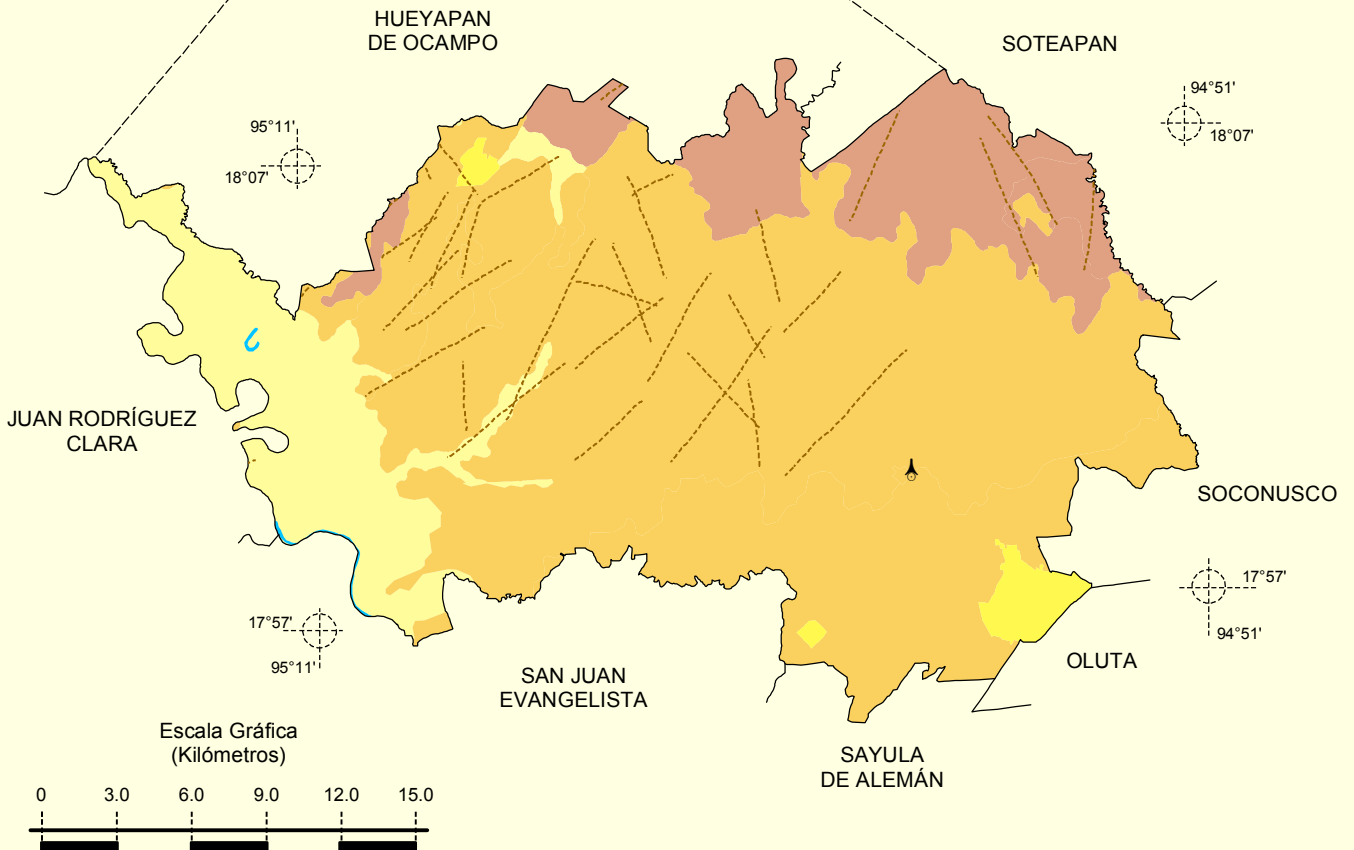 HUEYAPAN
DE OCAMPO
SOTEAPAN
94°51'
18°07'
95°11'
18°07'
JUAN RODRÍGUEZ
CLARA
SOCONUSCO
17°57'
94°51'
17°57'
95°11'
OLUTA
SAN JUAN
EVANGELISTA
SAYULA
DE ALEMÁN
Escala Gráfica
(Kilómetros)
0 3.0 6.0 9.0 12.0 15.0